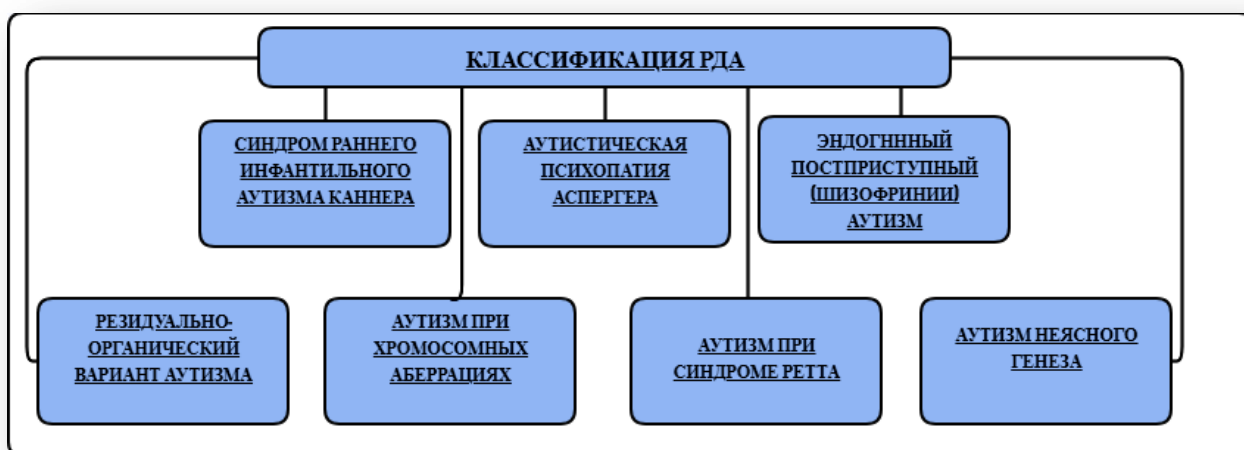 КЛАССИФИКАЦИЯ РДА
СИНДРОМ РАННЕГО
ИНФАНТИЛЬНОГО
АУТИЗМА КАННЕРА
АУТИСТИЧЕСКАЯ
ПСИХОПАТИЯ
АСПЕРГЕРА
ЭНДОГННЫЙ
ПОСТПРИСТУПНЫЙ
(ШИЗОФРИНИИ)
АУТИЗМ
РЕЗИДУАЛЬНО-
ОРГАНИЧЕСКИЙ
ВАРИАНТ АУТИЗМА
АУТИЗМ ПРИ
ХРОМОСОМНЫХ
АБЕРРАЦИЯХ
АУТИЗМ ПРИ
СИНДРОМЕ РЕТТА
АУТИЗМ НЕЯСНОГО
ГЕНЕЗА